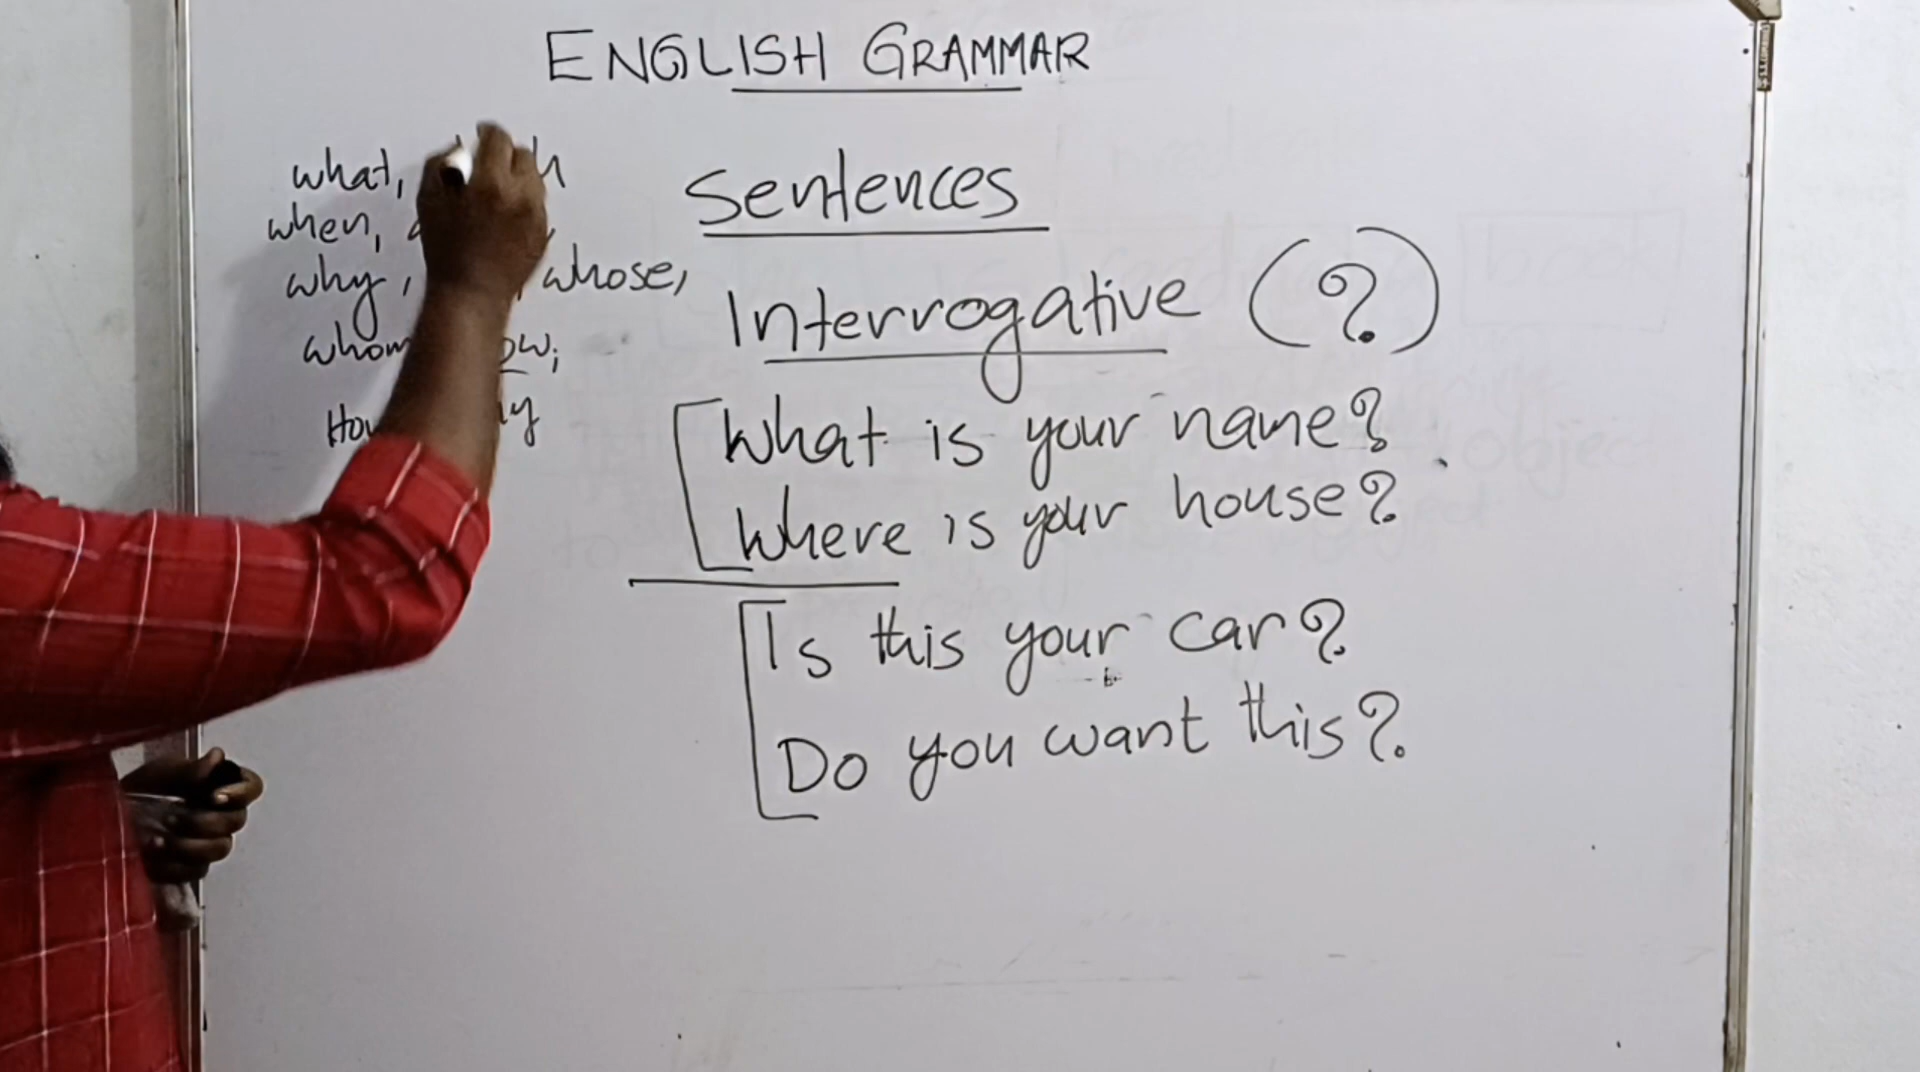 ENGLISH GRAMMAR
Sentences
Interrogative (?)
What is your name?
Where is your house?
Is this your car?
Do you want this?
what,
when,
why, whose,